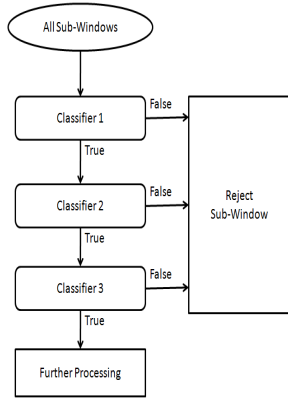 All Sub-Windows
False
Classifier 1
True
False
Classifier 2
Reject
Sub-Window
True
False
Classifier 3
True
Further Processing